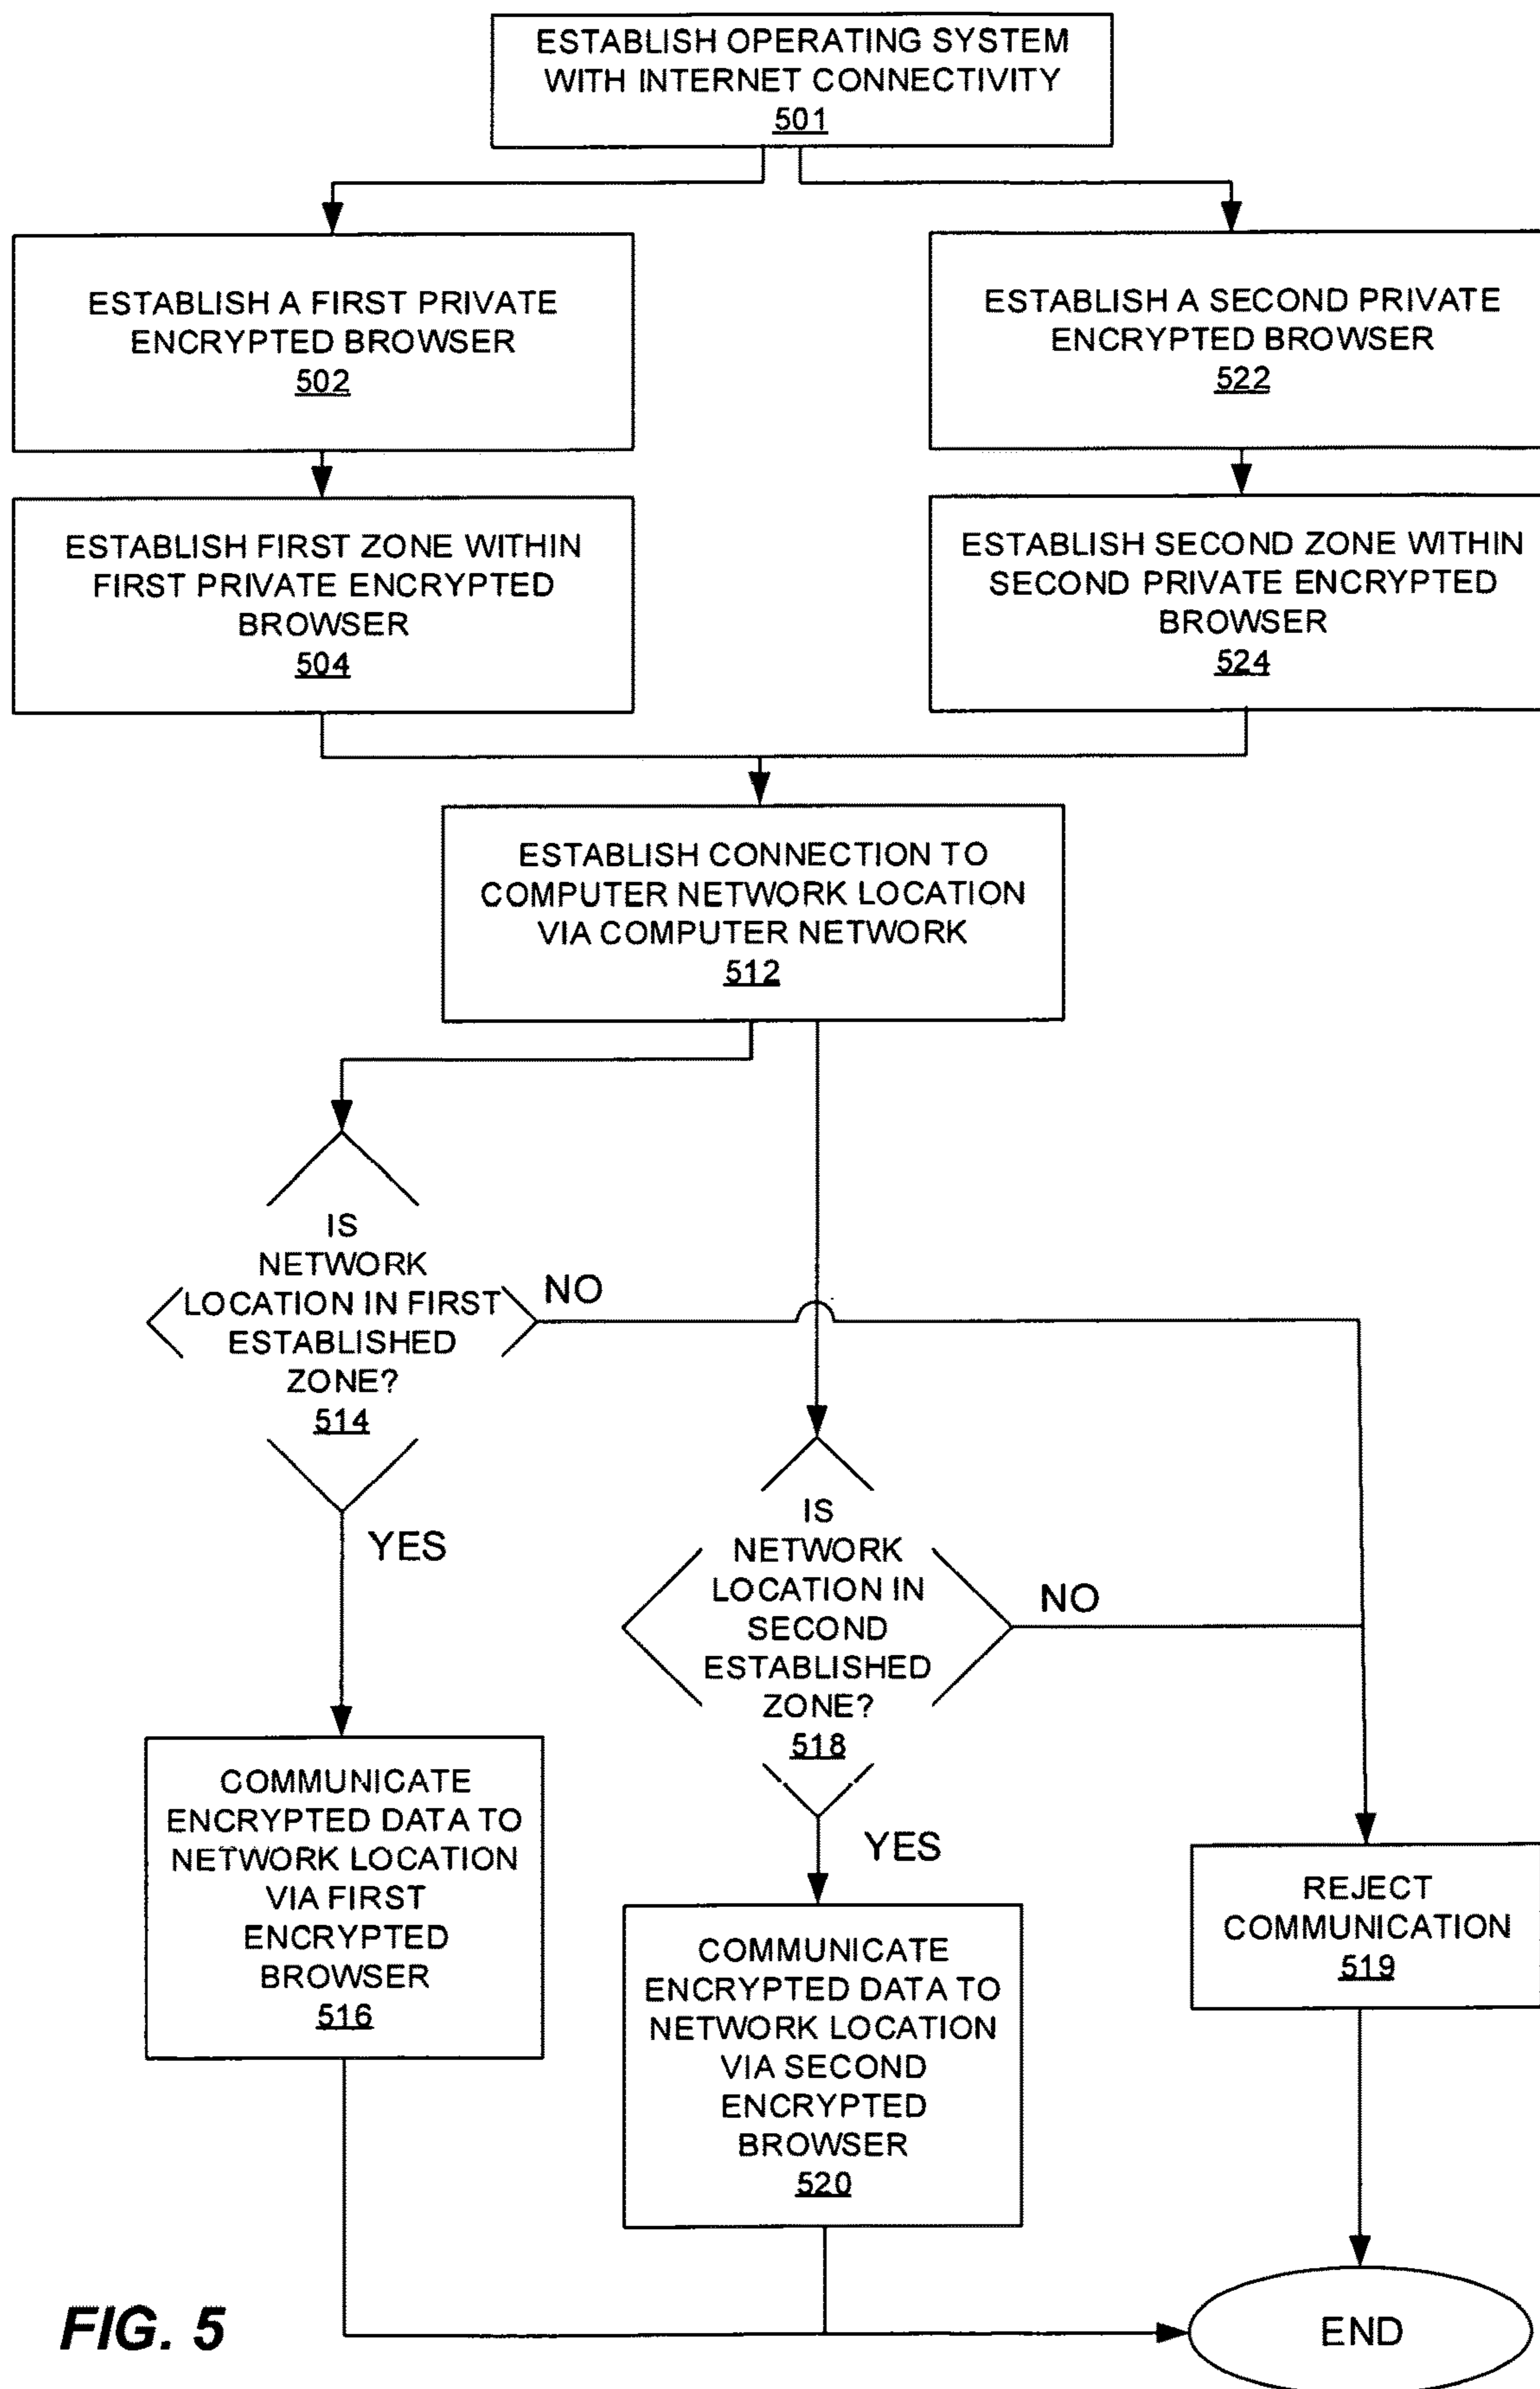 ESTABLISH OPERATING SYSTEM
WITH INTERNET CONNECTIVITY
501
ESTABLISH A FIRST PRIVATE
ENCRYPTED BROWSER
502
ESTABLISH A SECOND PRIVATE
ENCRYPTED BROWSER
522
ESTABLISH FIRST ZONE WITHIN
FIRST PRIVATE ENCRYPTED
BROWSER
504
ESTABLISH SECOND ZONE WITHIN
SECOND PRIVATE ENCRYPTED
BROWSER
524
ESTABLISH CONNECTION TO
COMPUTER NETWORK LOCATION
VIA COMPUTER NETWORK
512
IS
NETWORK
LOCATION IN FIRST
ESTABLISHED
ZONE?
514
NO
YES
IS
NETWORK
LOCATION IN
SECOND
ESTABLISHED
ZONE?
518
NO
YES
COMMUNICATE
ENCRYPTED DATA TO
NETWORK LOCATION
VIA FIRST
ENCRYPTED
BROWSER
516
COMMUNICATE
ENCRYPTED DATA TO
NETWORK LOCATION
VIA SECOND
ENCRYPTED
BROWSER
520
REJECT
COMMUNICATION
519
END
FIG. 5